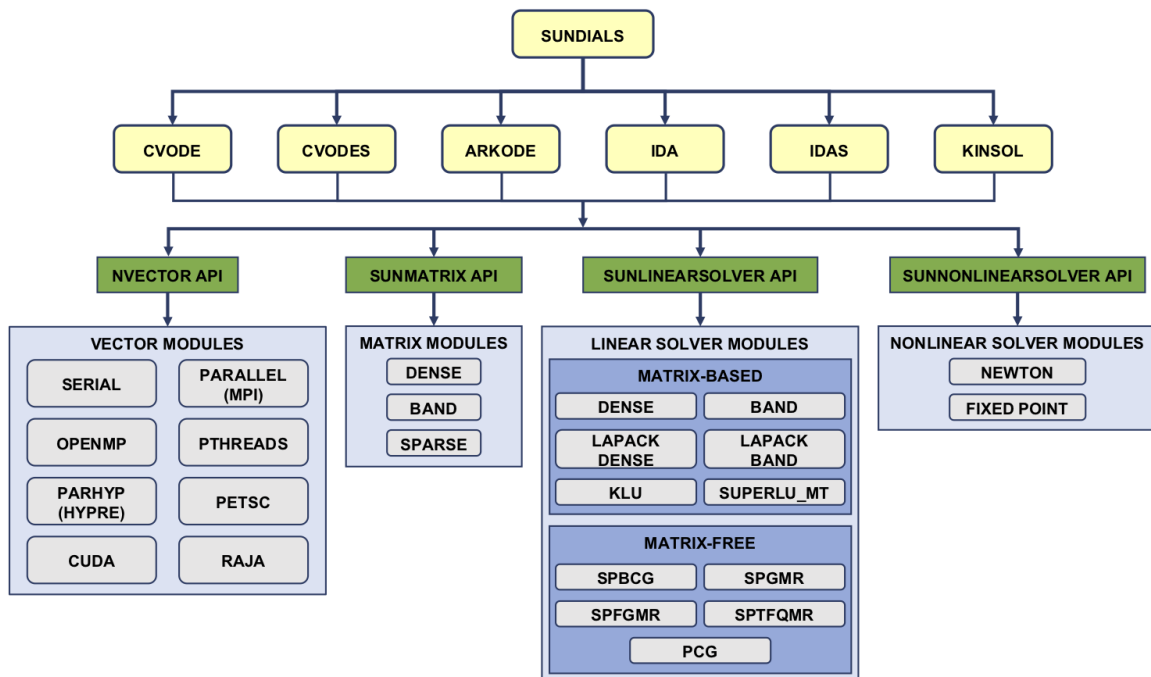 SUNDIALS
CVODE
CVODES
ARKODE
IDA
IDAS
KINSOL
NVECTOR API
SUNMATRIX API
SUNLINEARSOLVER API
SUNNONLINEARSOLVER API
VECTOR MODULES
SERIAL
PARALLEL
(MPI)
OPENMP
PTHREADS
PARHYP
(HYPRE)
PETSC
CUDA
RAJA
MATRIX MODULES
DENSE
BAND
SPARSE
LINEAR SOLVER MODULES
MATRIX-BASED
DENSE
BAND
LAPACK
DENSE
LAPACK
BAND
KLU
SUPERLU_MT
MATRIX-FREE
SPBCG
SPGMR
SPFGMR
SPTFQMR
PCG
NONLINEAR SOLVER MODULES
NEWTON
FIXED POINT